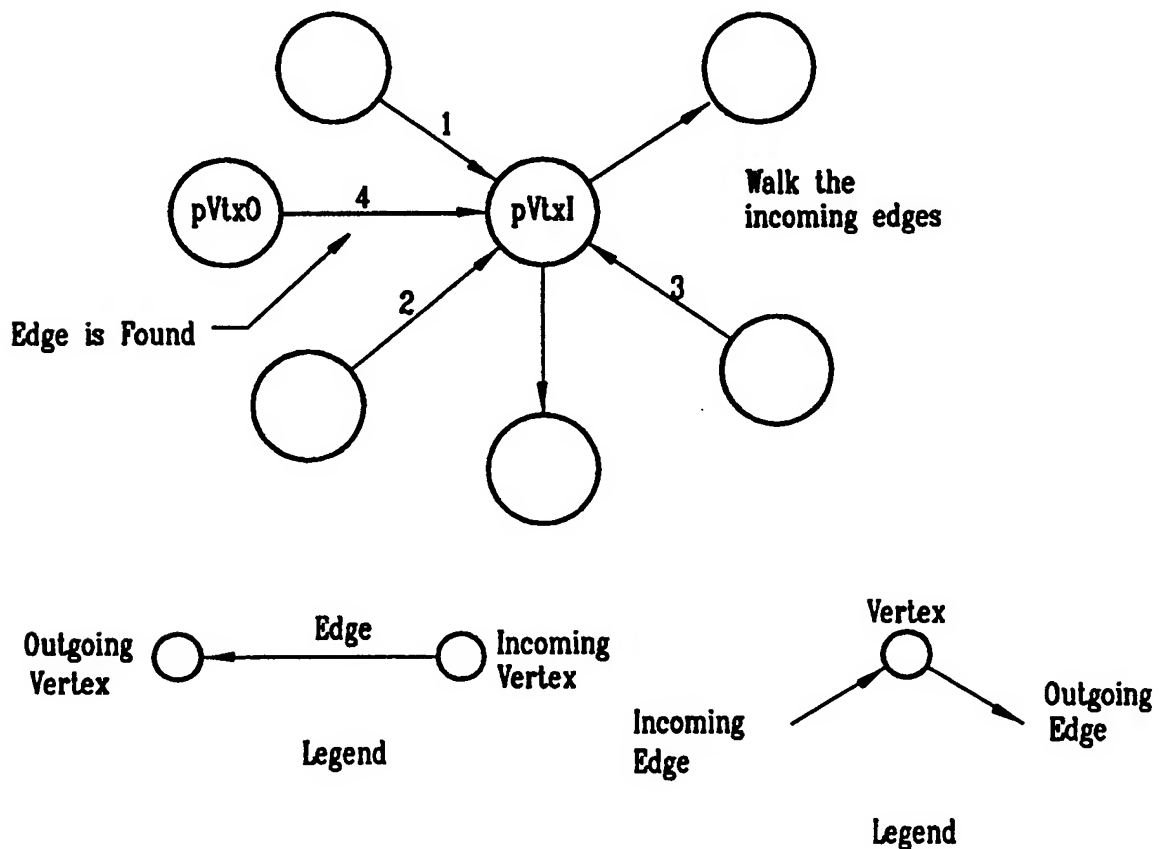 1
pVtxO
4
pVtxI
Walk the
incoming edges
2
3
Edge is Found
Outgoing
Vertex
Edge
Incoming
Vertex
Legend
Vertex
Incoming
Edge
Outgoing
Edge
Legend